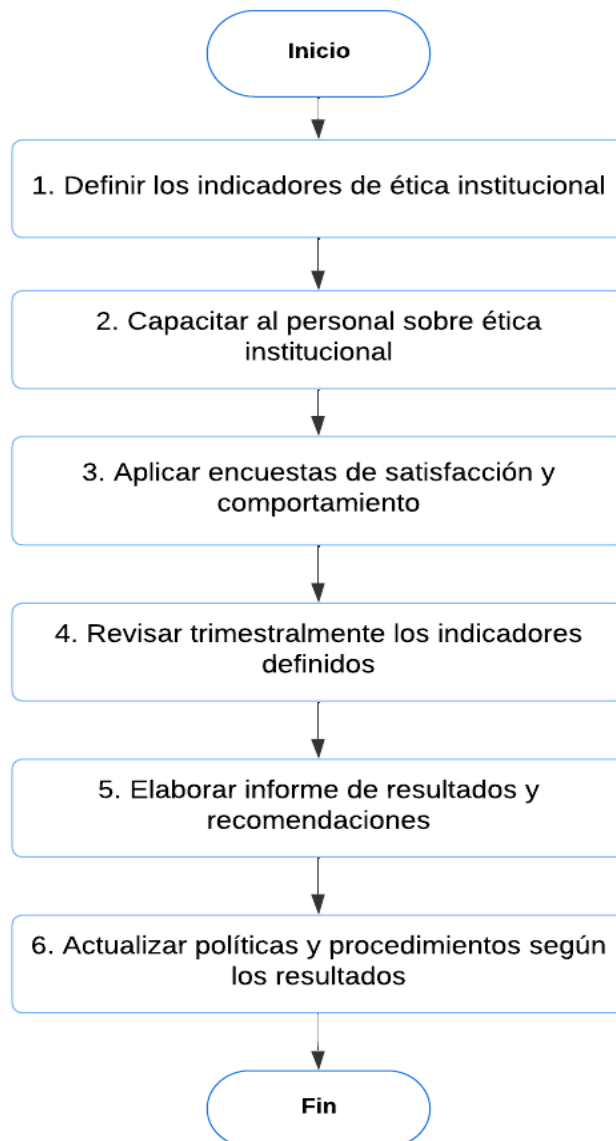 Inicio
1. Definir los indicadores de ética institucional
2. Capacitar al personal sobre ética
institucional
3. Aplicar encuestas de satisfacción y
comportamiento
4. Revisar trimestralmente los indicadores
definidos
5. Elaborar informe de resultados y
recomendaciones
6. Actualizar políticas y procedimientos según
los resultados
Fin